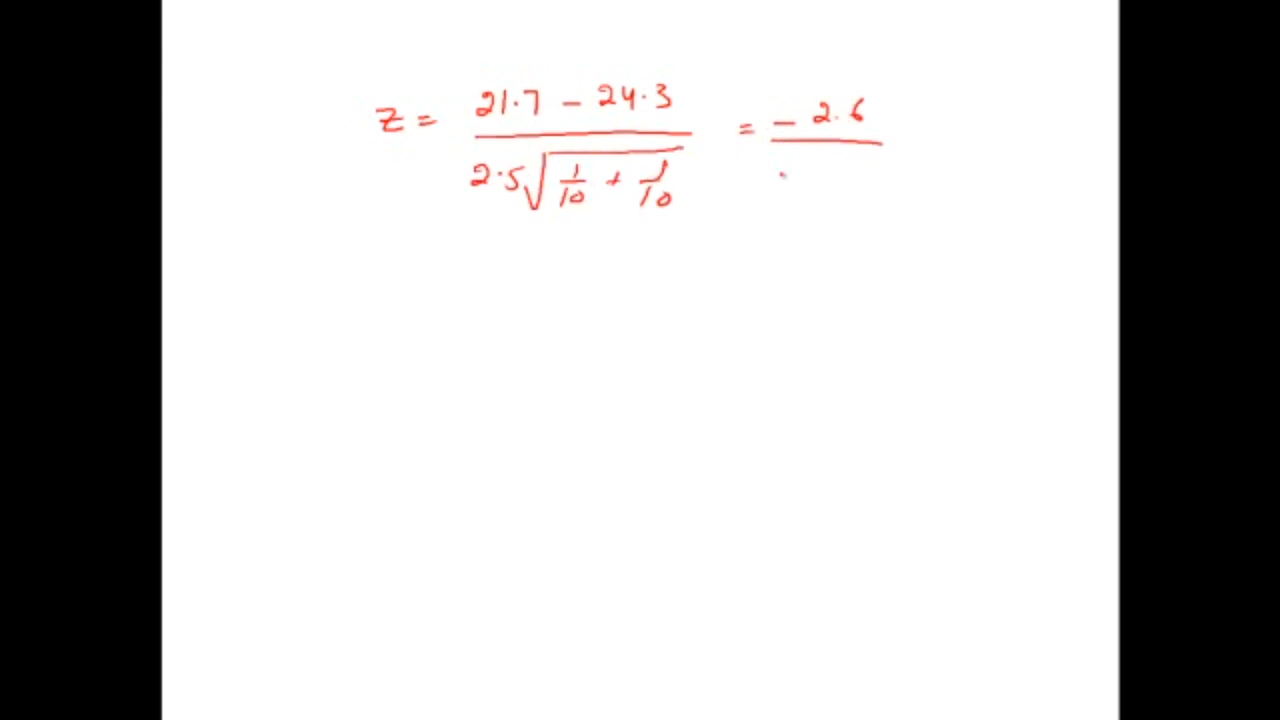 Z = 21.7 - 24.3 = - 2.6
2.5 √ 1/10 + 1/10